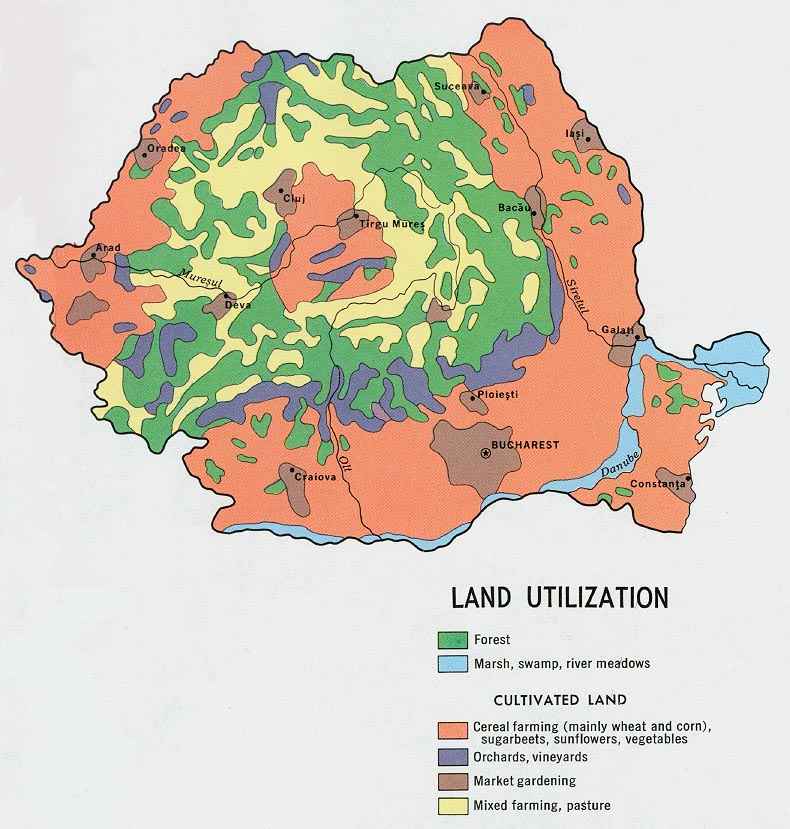 Suceava
Iași
Oradea
Cluj
Bacău
Tîrgu Mureș
Arad
Mureșul
Siretul
Deva
Galați
Ploiești
BUCHAREST
Olt
Danube
Craiova
Constanța
LAND UTILIZATION
Forest
Marsh, swamp, river meadows
CULTIVATED LAND
Cereal farming (mainly wheat and corn),
sugarbeets, sunflowers, vegetables
Orchards, vineyards
Market gardening
Mixed farming, pasture